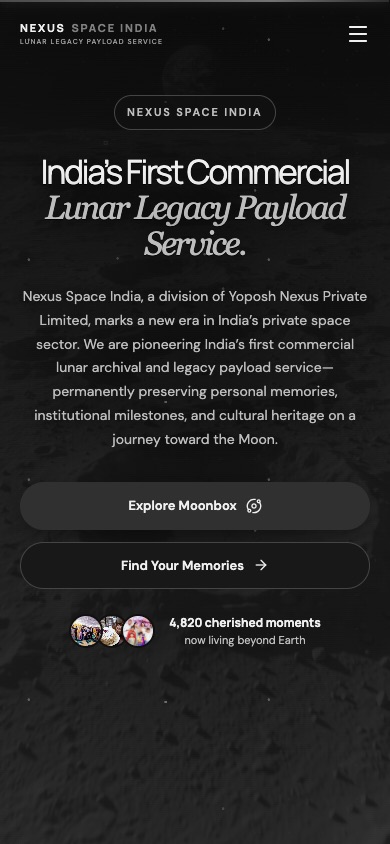 NEXUS SPACE INDIA
LUNAR LEGACY PAYLOAD SERVICE
NEXUS SPACE INDIA
India's First Commercial
Lunar Legacy Payload
Service.
Nexus Space India, a division of Yoposh Nexus Private
Limited, marks a new era in India's private space
sector. We are pioneering India's first commercial
lunar archival and legacy payload service—
permanently preserving personal memories,
institutional milestones, and cultural heritage on a
journey toward the Moon.
Explore Moonbox
Find Your Memories
4,820 cherished moments
now living beyond Earth